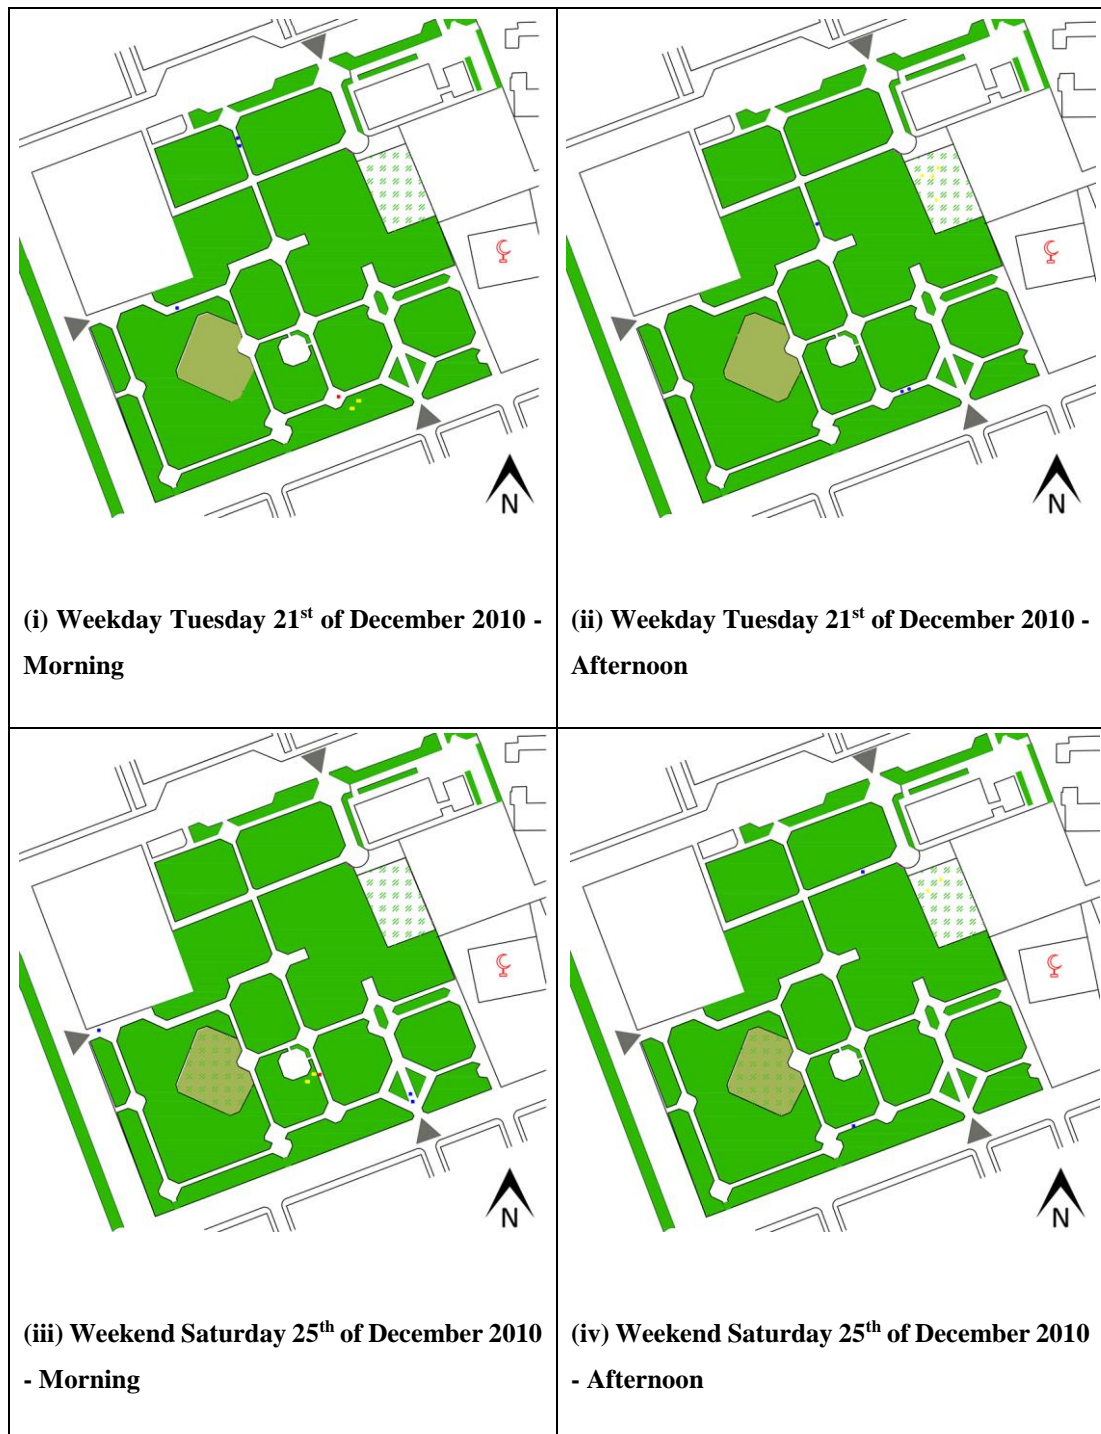 N
N
(i) Weekday Tuesday 21st of December 2010 -
Morning
(ii) Weekday Tuesday 21st of December 2010 -
Afternoon
N
N
(iii) Weekend Saturday 25th of December 2010
- Morning
(iv) Weekend Saturday 25th of December 2010
- Afternoon